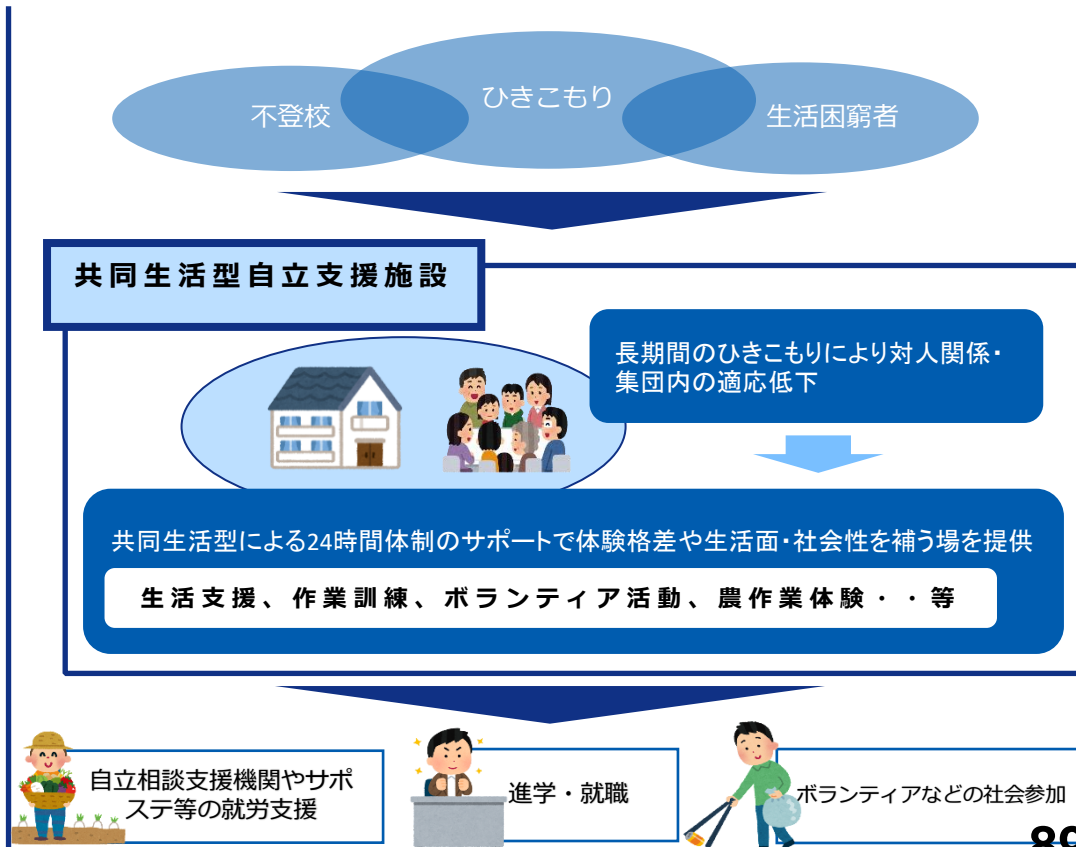 不登校
ひきこもり
生活困窮者
共同生活型自立支援施設
長期間のひきこもりにより対人関係・
集団内の適応低下
共同生活型による24時間体制のサポートで体験格差や生活面・社会性を補う場を提供
生活支援、作業訓練、ボランティア活動、農作業体験・・等
自立相談支援機関やサポ
ステ等の就労支援
進学・就職
ボランティアなどの社会参加
89